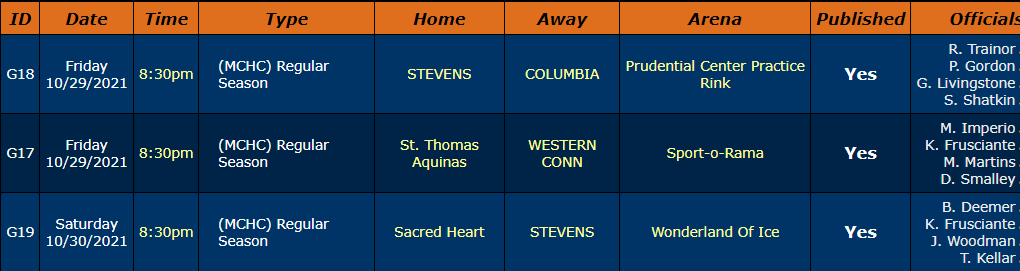 ID Date Time Type Home Away Arena Published Officials
G18 Friday 10/29/2021 8:30pm (MCHC) Regular Season STEVENS COLUMBIA Prudential Center Practice Rink Yes R. Trainor
P. Gordon
G. Livingstone
S. Shatkin
G17 Friday 10/29/2021 8:30pm (MCHC) Regular Season St. Thomas Aquinas WESTERN CONN Sport-o-Rama Yes M. Imperio
K. Frusciante
M. Martins
D. Smalley
G19 Saturday 10/30/2021 8:30pm (MCHC) Regular Season Sacred Heart STEVENS Wonderland Of Ice Yes B. Deemer
K. Frusciante
J. Woodman
T. Kellar